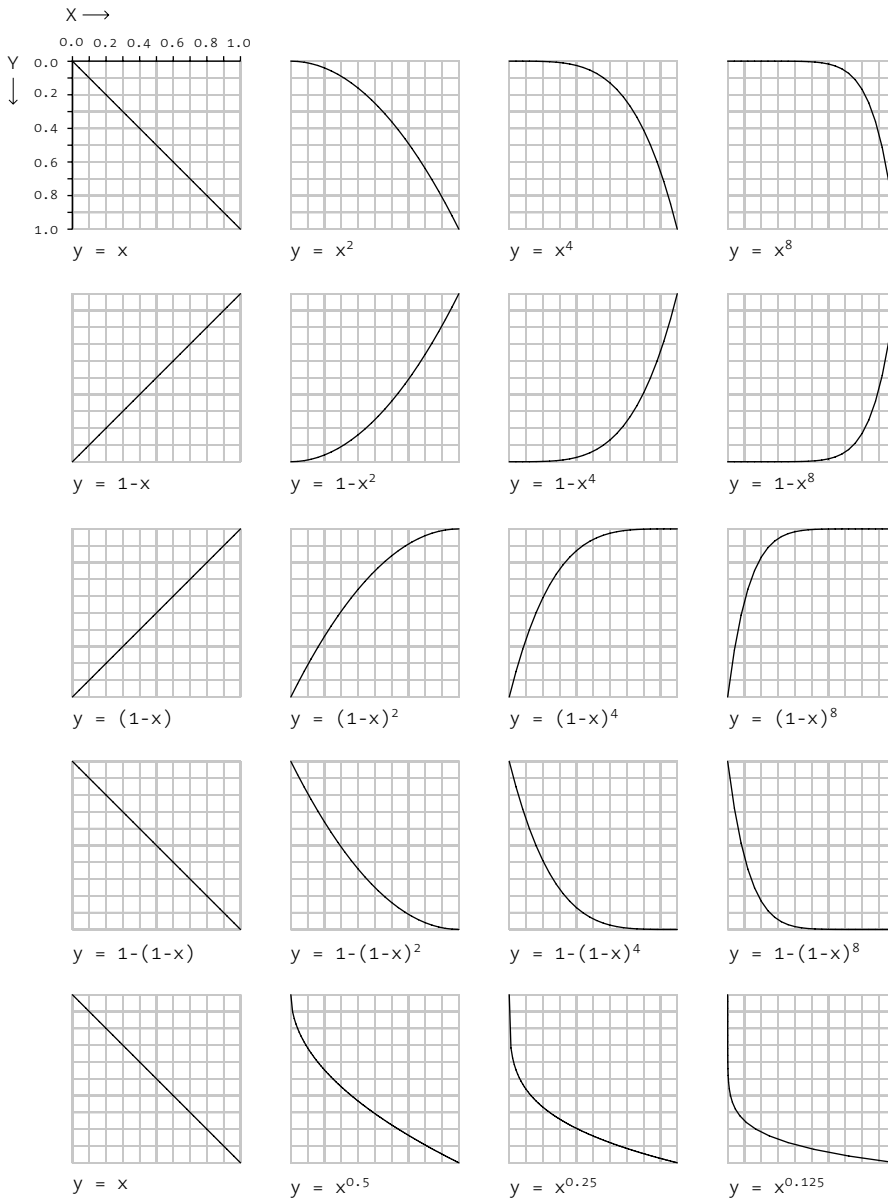 X
0.0 0.2 0.4 0.6 0.8 1.0
Y
0.0
0.2
0.4
0.6
0.8
1.0
y = x y = x² y = x⁴ y = x⁸
y = 1-x y = 1-x² y = 1-x⁴ y = 1-x⁸
y = (1-x) y = (1-x)² y = (1-x)⁴ y = (1-x)⁸
y = 1-(1-x) y = 1-(1-x)² y = 1-(1-x)⁴ y = 1-(1-x)⁸
y = x y = x^0.5 y = x^0.25 y = x^0.125